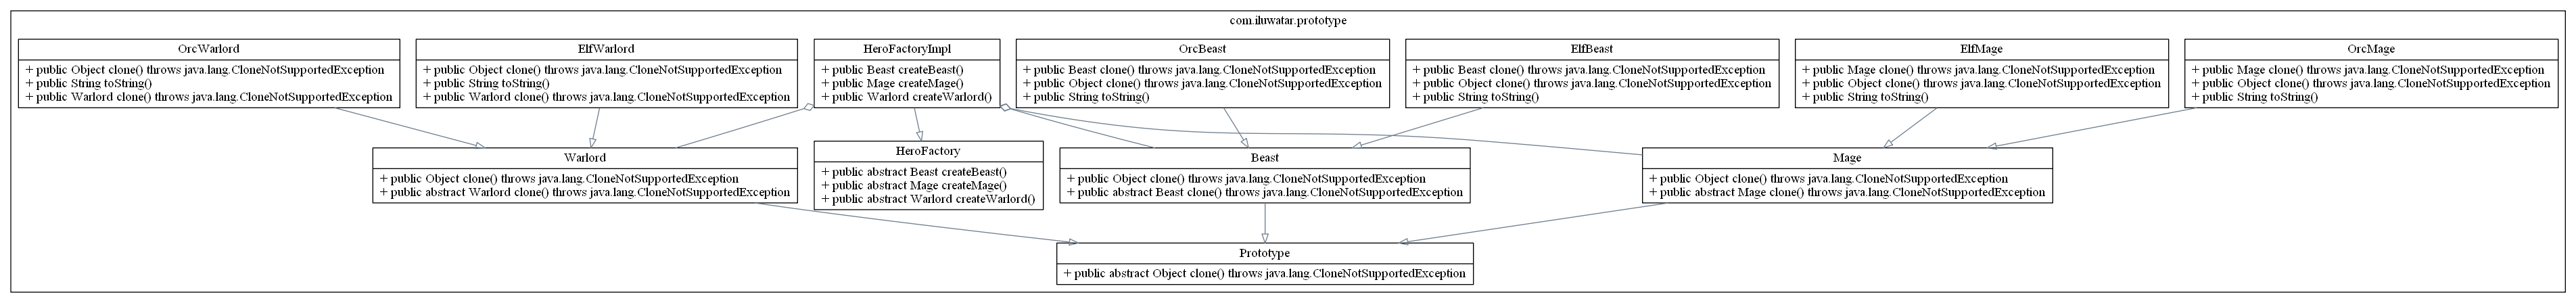 com.iluwatar.prototype
OrcWarlord
+ public Object clone() throws java.lang.CloneNotSupportedException
+ public String toString()
+ public Warlord clone() throws java.lang.CloneNotSupportedException
ElfWarlord
+ public Object clone() throws java.lang.CloneNotSupportedException
+ public String toString()
+ public Warlord clone() throws java.lang.CloneNotSupportedException
HeroFactoryImpl
+ public Beast createBeast()
+ public Mage createMage()
+ public Warlord createWarlord()
OrcBeast
+ public Beast clone() throws java.lang.CloneNotSupportedException
+ public Object clone() throws java.lang.CloneNotSupportedException
+ public String toString()
ElfBeast
+ public Beast clone() throws java.lang.CloneNotSupportedException
+ public Object clone() throws java.lang.CloneNotSupportedException
+ public String toString()
ElfMage
+ public Mage clone() throws java.lang.CloneNotSupportedException
+ public Object clone() throws java.lang.CloneNotSupportedException
+ public String toString()
OrcMage
+ public Mage clone() throws java.lang.CloneNotSupportedException
+ public Object clone() throws java.lang.CloneNotSupportedException
+ public String toString()
Warlord
+ public Object clone() throws java.lang.CloneNotSupportedException
+ public abstract Warlord clone() throws java.lang.CloneNotSupportedException
HeroFactory
+ public abstract Beast createBeast()
+ public abstract Mage createMage()
+ public abstract Warlord createWarlord()
Beast
+ public Object clone() throws java.lang.CloneNotSupportedException
+ public abstract Beast clone() throws java.lang.CloneNotSupportedException
Mage
+ public Object clone() throws java.lang.CloneNotSupportedException
+ public abstract Mage clone() throws java.lang.CloneNotSupportedException
Prototype
+ public abstract Object clone() throws java.lang.CloneNotSupportedException